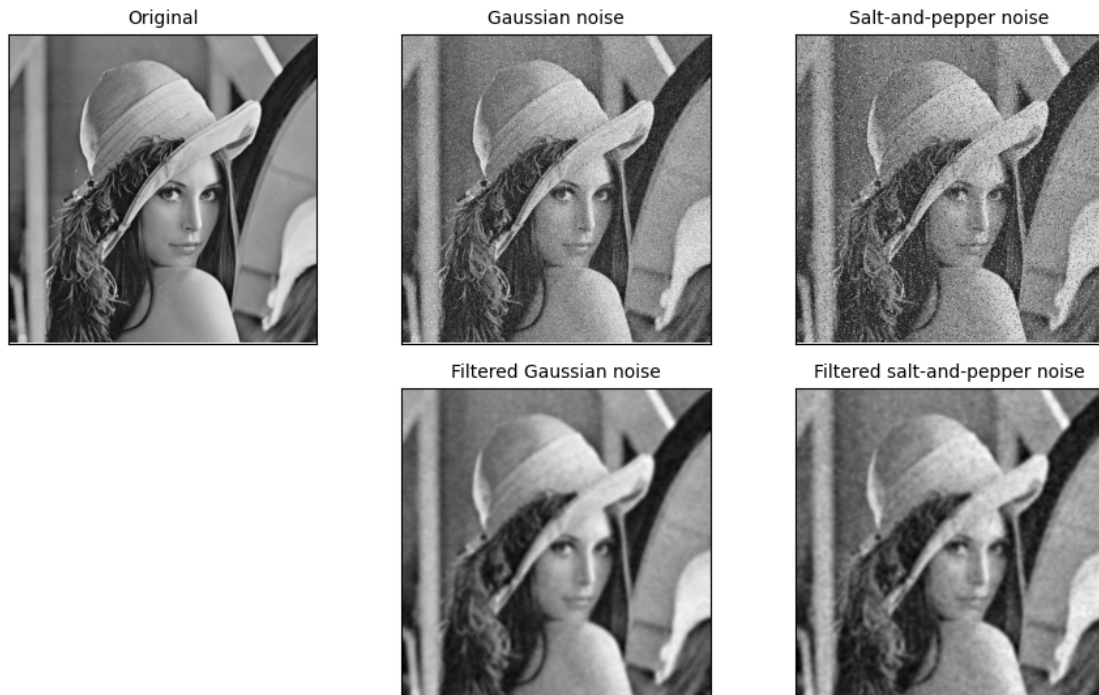 Original
Gaussian noise
Salt-and-pepper noise
Filtered Gaussian noise
Filtered salt-and-pepper noise